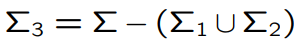 Σ₃ = Σ − (Σ₁ ∪ Σ₂)